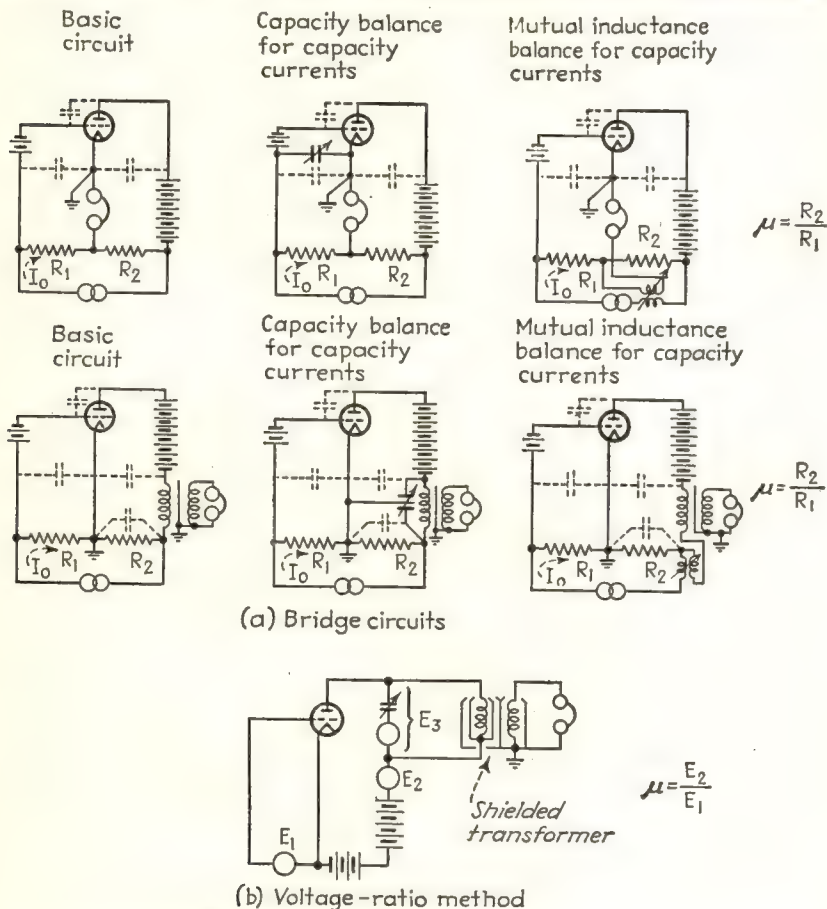 Basic
circuit
Capacity balance
for capacity
currents
Mutual inductance
balance for capacity
currents
I₀
R₁
R₂
I₀
R₁
R₂
I₀
R₁
R₂
μ = R₂/R₁
Basic
circuit
Capacity balance
for capacity
currents
Mutual inductance
balance for capacity
currents
I₀
R₁
R₂
I₀
R₁
R₂
I₀
R₁
R₂
μ = R₂/R₁
(a) Bridge circuits
E₃
E₂
E₁
Shielded
transformer
μ = E₂/E₁
(b) Voltage-ratio method